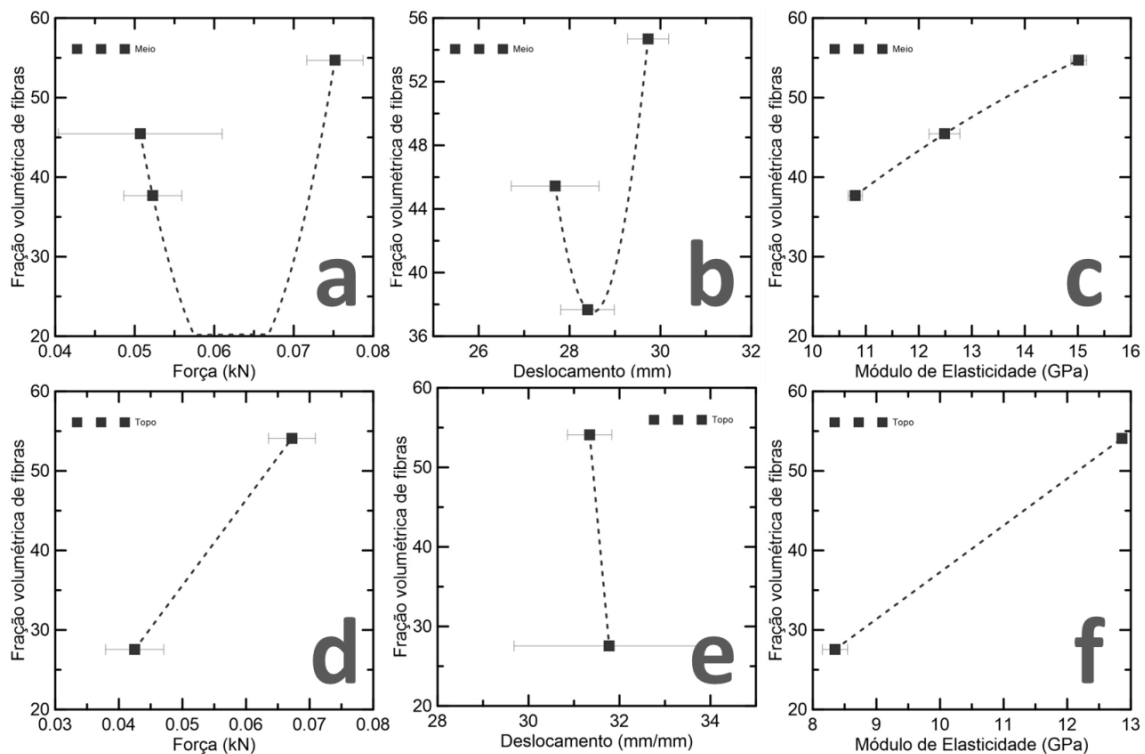 60
50
40
30
20
Fração volumétrica de fibras
Meio
a
0.04 0.05 0.06 0.07 0.08
Força (kN)
56
52
48
44
40
36
Fração volumétrica de fibras
Meio
b
26 28 30 32
Deslocamento (mm)
60
50
40
30
20
Fração volumétrica de fibras
Meio
c
10 11 12 13 14 15 16
Módulo de Elasticidade (GPa)
60
50
40
30
20
Fração volumétrica de fibras
Topo
d
0.03 0.04 0.05 0.06 0.07 0.08
Força (kN)
60
50
40
30
20
Fração volumétrica de fibras
Topo
e
28 30 32 34
Deslocamento (mm/mm)
60
50
40
30
20
Fração volumétrica de fibras
Topo
f
8 9 10 11 12 13
Módulo de Elasticidade (GPa)